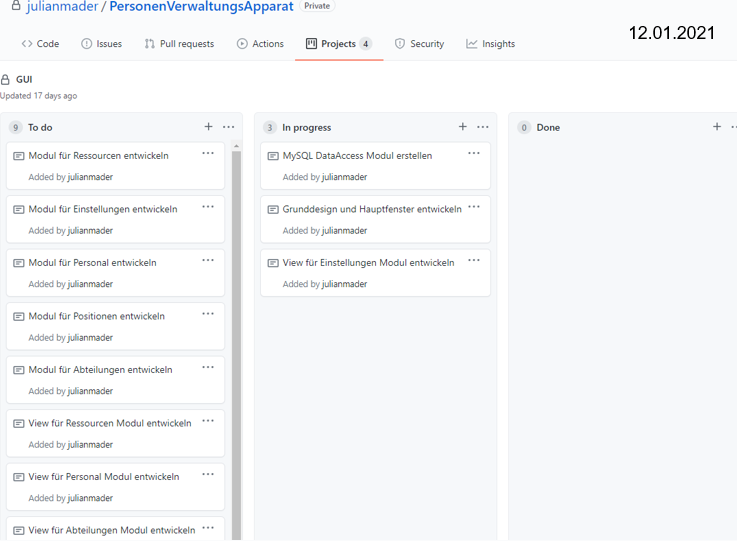 julianmader / PersonenVerwaltungsApparat Private
12.01.2021
Code Issues Pull requests Actions Projects 4 Security Insights
GUI
Updated 17 days ago
9 To do
Modul für Ressourcen entwickeln
Added by julianmader
Modul für Einstellungen entwickeln
Added by julianmader
Modul für Personal entwickeln
Added by julianmader
Modul für Positionen entwickeln
Added by julianmader
Modul für Abteilungen entwickeln
Added by julianmader
View für Ressourcen Modul entwickeln
Added by julianmader
View für Personal Modul entwickeln
Added by julianmader
View für Abteilungen Modul entwickeln
3 In progress
MySQL DataAccess Modul erstellen
Added by julianmader
Grunddesign und Hauptfenster entwickeln
Added by julianmader
View für Einstellungen Modul entwickeln
Added by julianmader
0 Done